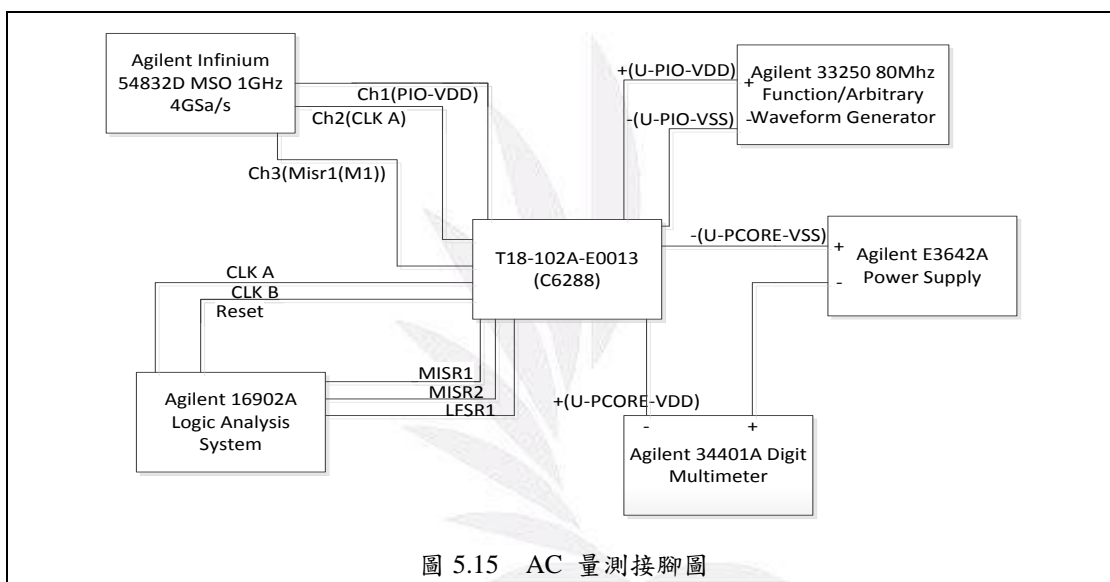 Agilent Infinium
54832D MSO 1GHz
4GSa/s
Ch1(PIO-VDD)
Ch2(CLK A)
Ch3(Misr1(M1))
+(U-PIO-VDD)
-(U-PIO-VSS)
+
-
Agilent 33250 80Mhz
Function/Arbitrary
Waveform Generator
T18-102A-E0013
(C6288)
-(U-PCORE-VSS)
+
-
Agilent E3642A
Power Supply
CLK A
CLK B
Reset
MISR1
MISR2
LFSR1
Agilent 16902A
Logic Analysis
System
+(U-PCORE-VDD)
- +
Agilent 34401A Digit
Multimeter
圖 5.15 AC 量測接腳圖